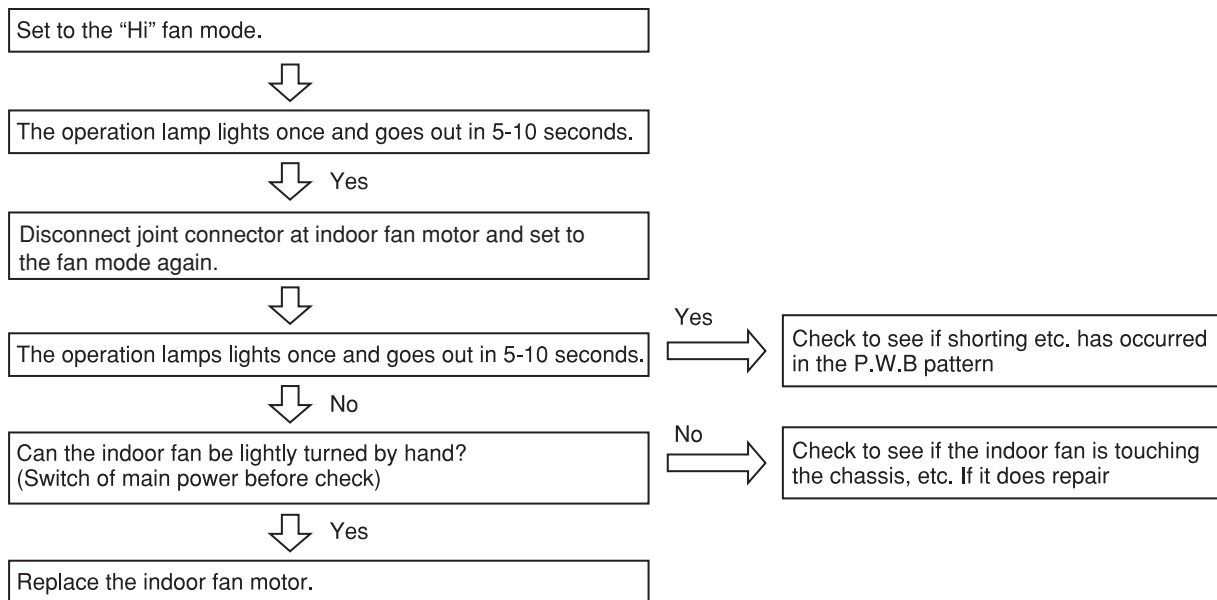 Set to the “Hi” fan mode.
The operation lamp lights once and goes out in 5-10 seconds.
Yes
Disconnect joint connector at indoor fan motor and set to
the fan mode again.
The operation lamps lights once and goes out in 5-10 seconds.
Yes
Check to see if shorting etc. has occurred
in the P.W.B pattern
No
Can the indoor fan be lightly turned by hand?
(Switch of main power before check)
No
Check to see if the indoor fan is touching
the chassis, etc. If it does repair
Yes
Replace the indoor fan motor.